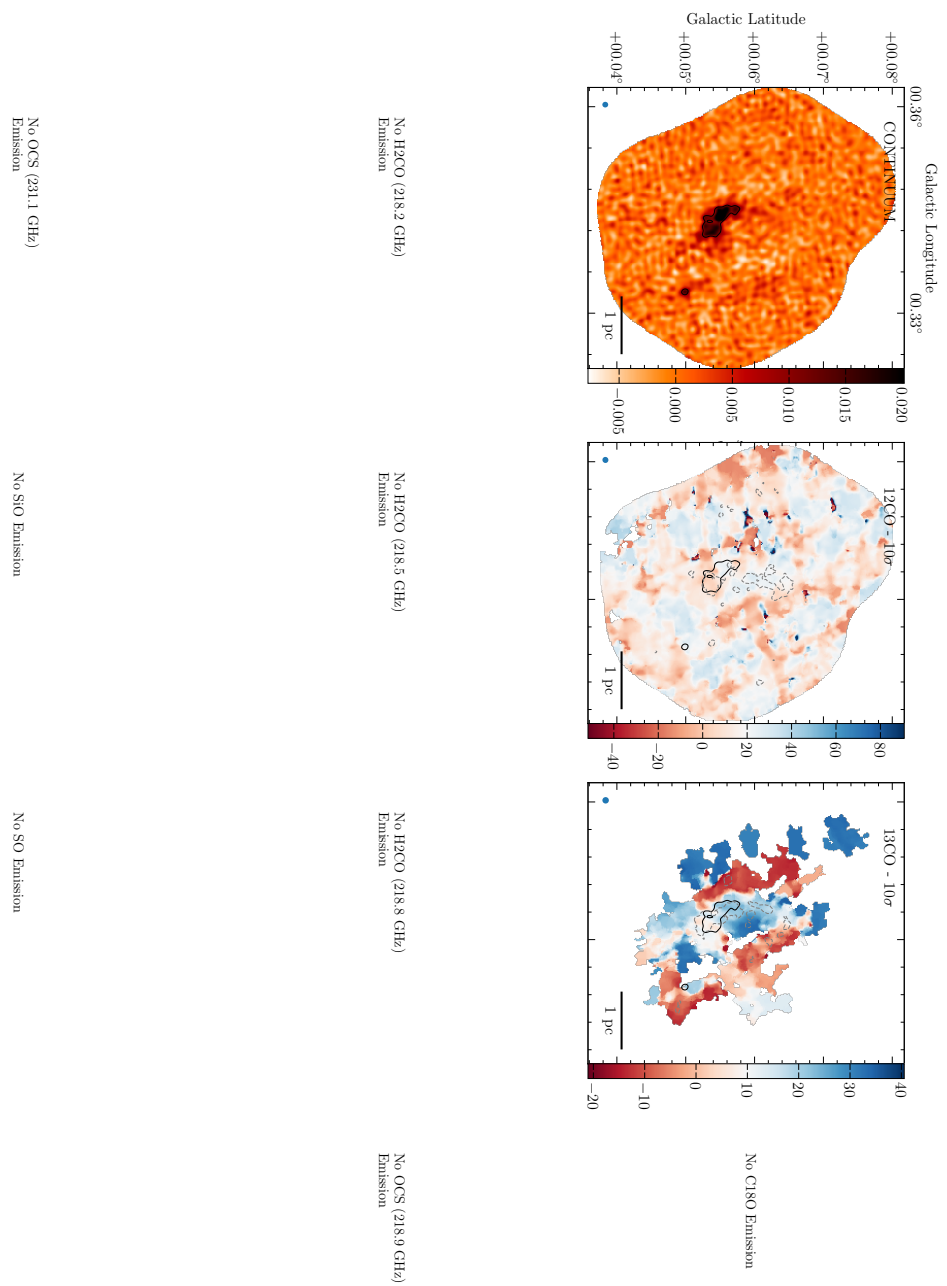 Galactic Longitude
00.36°
00.33°
Galactic Latitude
+00.08°
+00.07°
+00.06°
+00.05°
+00.04°
CONTINUUM
1 pc
0.020
0.015
0.010
0.005
0.000
−0.005
12CO - 10σ
1 pc
80
60
40
20
0
−20
−40
13CO - 10σ
1 pc
40
30
20
10
0
−10
−20
No C18O Emission
No H2CO (218.2 GHz)
Emission
No H2CO (218.5 GHz)
Emission
No H2CO (218.8 GHz)
Emission
No OCS (218.9 GHz)
Emission
No OCS (231.1 GHz)
Emission
No SiO Emission
No SO Emission